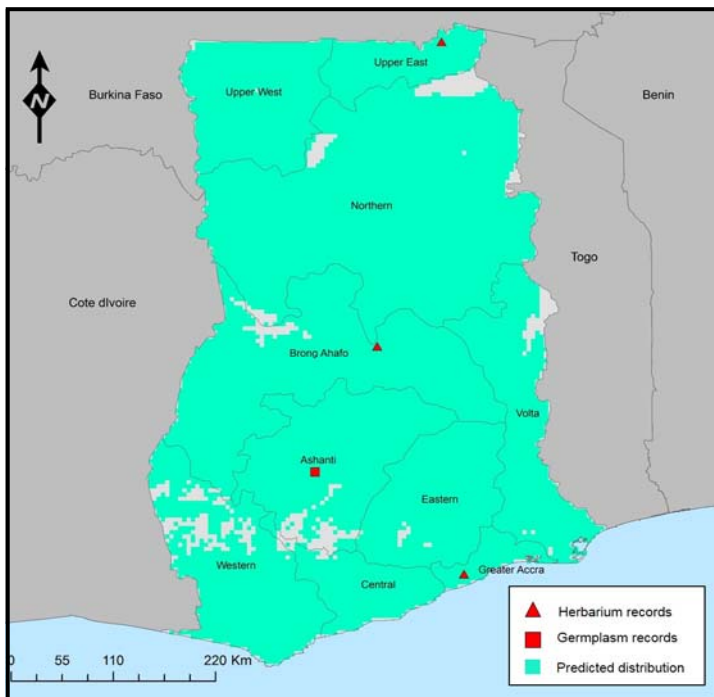 Upper East
Burkina Faso
Upper West
Benin
N
Northern
Togo
Cote dIvoire
Brong Ahafo
Volta
Ashanti
Eastern
Western
Central
Greater Accra
Herbarium records
Germplasm records
Predicted distribution
0 55 110 220 Km